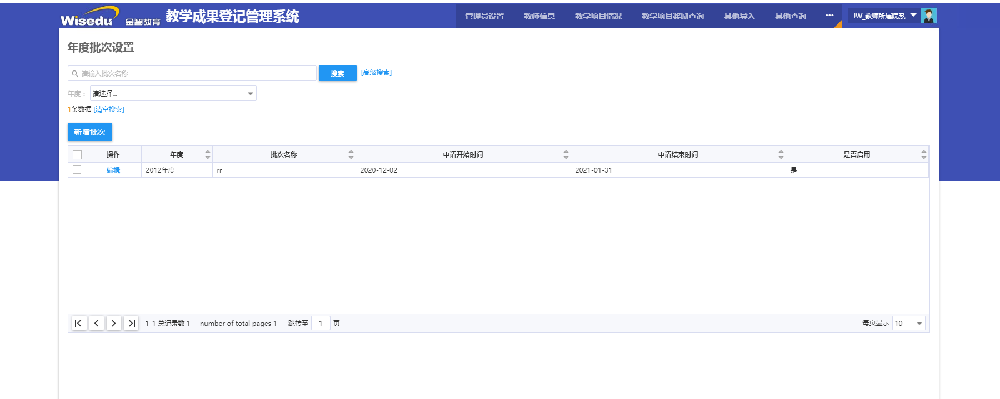 Wisedu 金智教育 教学成果登记管理系统 管理员设置 教师信息 教学项目情况 教学项目奖励查询 其他导入 其他查询 ··· JW_教师所属院系
年度批次设置
请输入批次名称 搜索 [高级搜索]
年度： 请选择...
1条数据 [清空搜索]
新增批次
操作 年度 批次名称 申请开始时间 申请结束时间 是否启用
编辑 2012年度 rr 2020-12-02 2021-01-31 是
1-1 总记录数 1 number of total pages 1 跳转至 1 页 每页显示 10